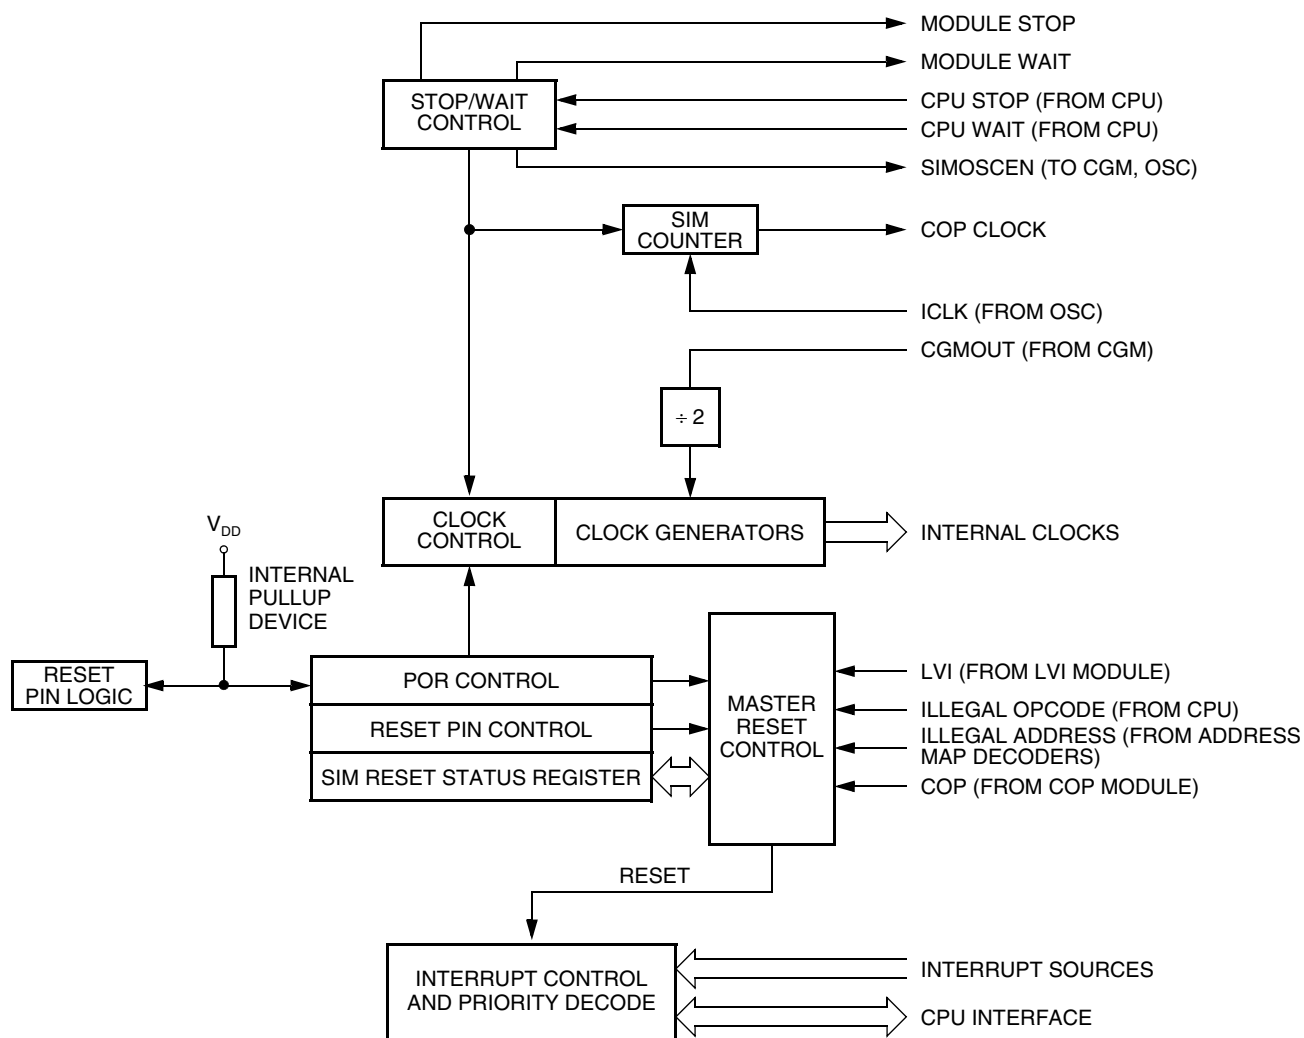 MODULE STOP
MODULE WAIT
STOP/WAIT
CONTROL
CPU STOP (FROM CPU)
CPU WAIT (FROM CPU)
SIMOSCEN (TO CGM, OSC)
SIM
COUNTER
COP CLOCK
ICLK (FROM OSC)
CGMOUT (FROM CGM)
÷ 2
CLOCK
CONTROL
CLOCK GENERATORS
INTERNAL CLOCKS
VDD
INTERNAL
PULLUP
DEVICE
RESET
PIN LOGIC
POR CONTROL
RESET PIN CONTROL
SIM RESET STATUS REGISTER
MASTER
RESET
CONTROL
LVI (FROM LVI MODULE)
ILLEGAL OPCODE (FROM CPU)
ILLEGAL ADDRESS (FROM ADDRESS
MAP DECODERS)
COP (FROM COP MODULE)
RESET
INTERRUPT CONTROL
AND PRIORITY DECODE
INTERRUPT SOURCES
CPU INTERFACE